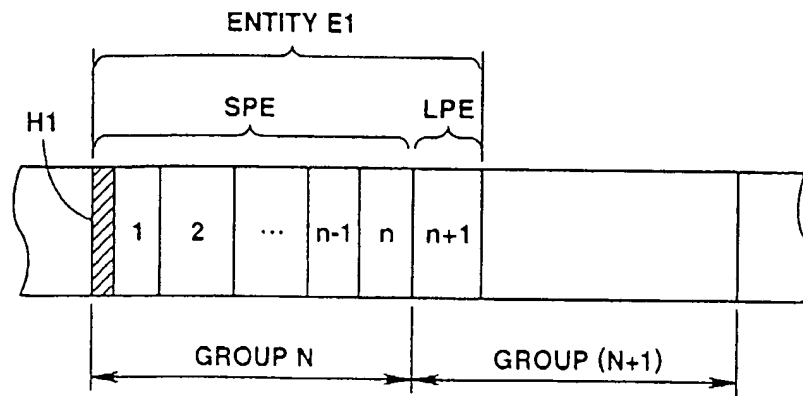 ENTITY E1
SPE LPE
H1
1 2 ... n-1 n n+1
GROUP N GROUP (N+1)